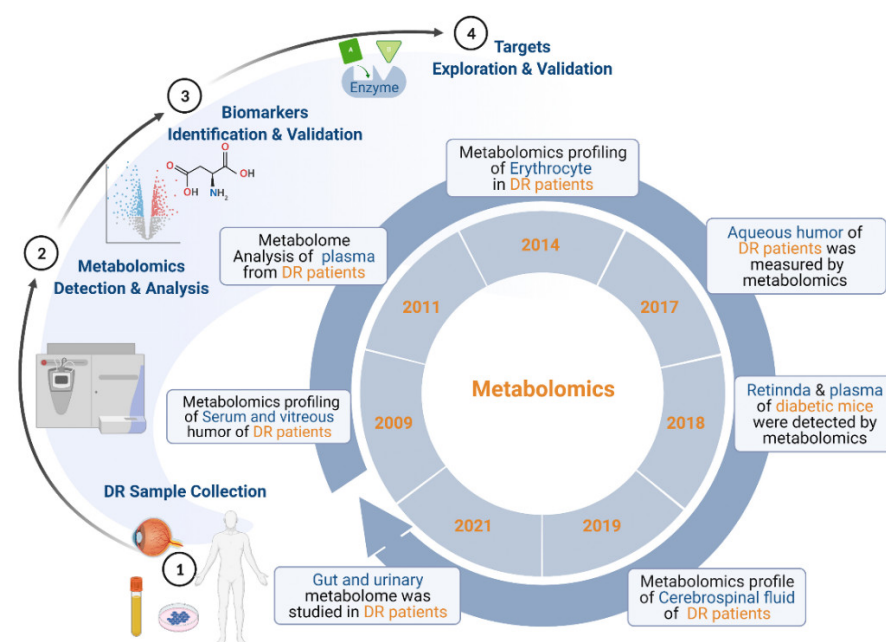 4
Targets
Exploration & Validation
A
B
Enzyme
3
Biomarkers
Identification & Validation
O
O
OH
OH
NH₂
2
Metabolomics
Detection & Analysis
DR Sample Collection
1
Metabolomics
2009
2011
2014
2017
2018
2019
2021
Metabolomics profiling
of Serum and vitreous
humor of DR patients
Metabolome
Analysis of plasma
from DR patients
Metabolomics profiling
of Erythrocyte
in DR patients
Aqueous humor of
DR patients was
measured by
metabolomics
Retinnda & plasma
of diabetic mice
were detected by
metabolomics
Metabolomics profile
of Cerebrospinal fluid
of DR patients
Gut and urinary
metabolome was
studied in DR patients